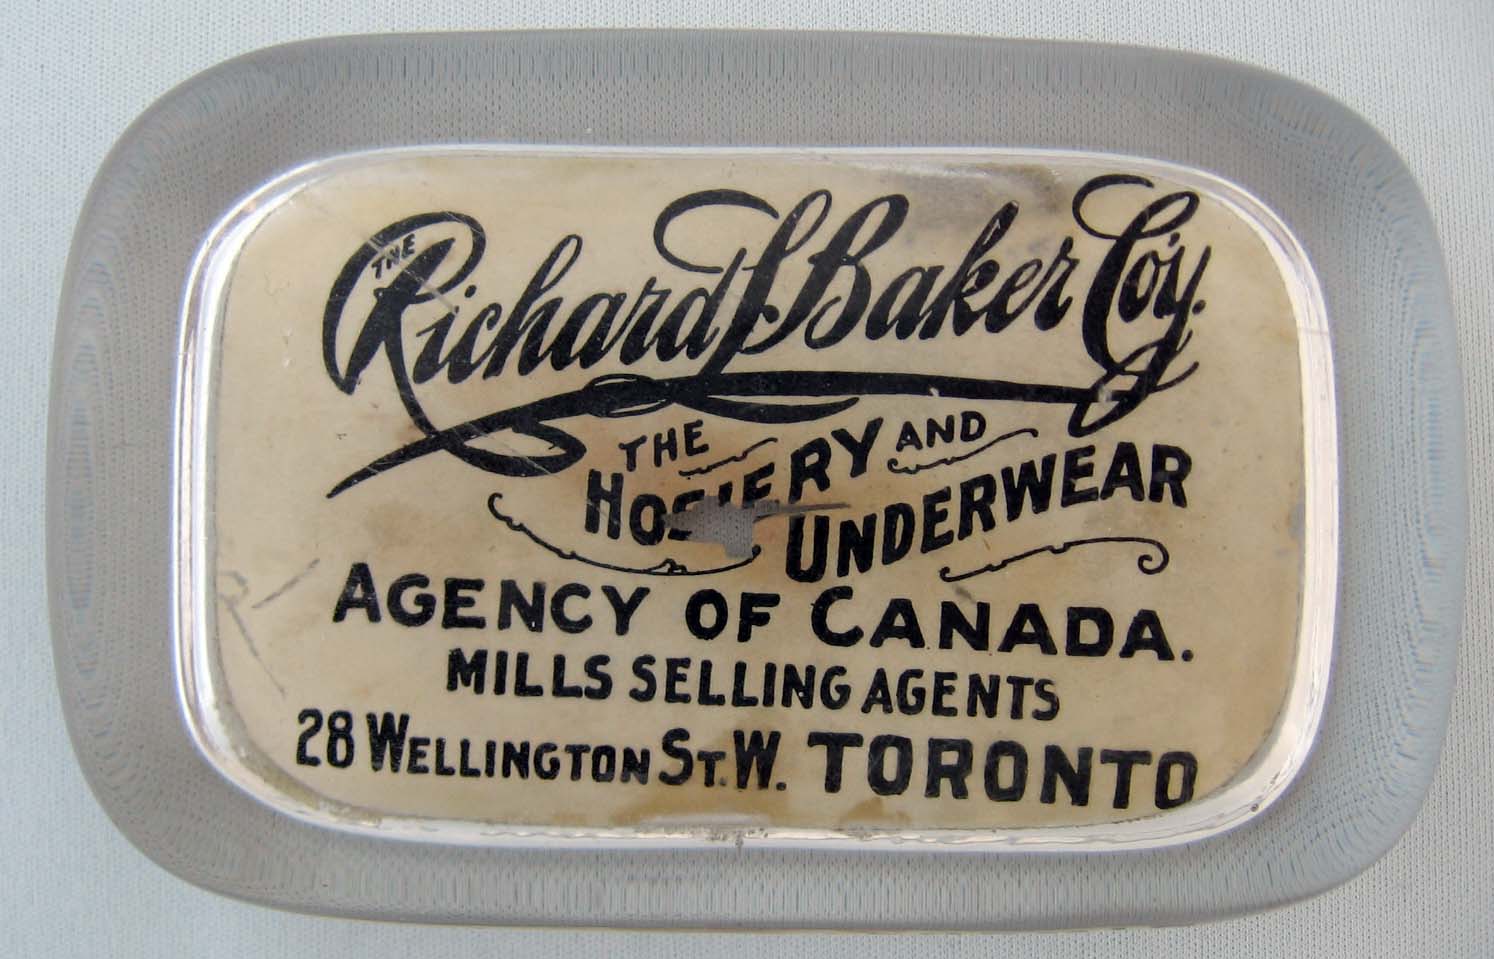 THE
Richard S. Baker Co'y.
THE
HOSIERY AND
UNDERWEAR
AGENCY OF CANADA.
MILLS SELLING AGENTS
28 WELLINGTON ST. W. TORONTO